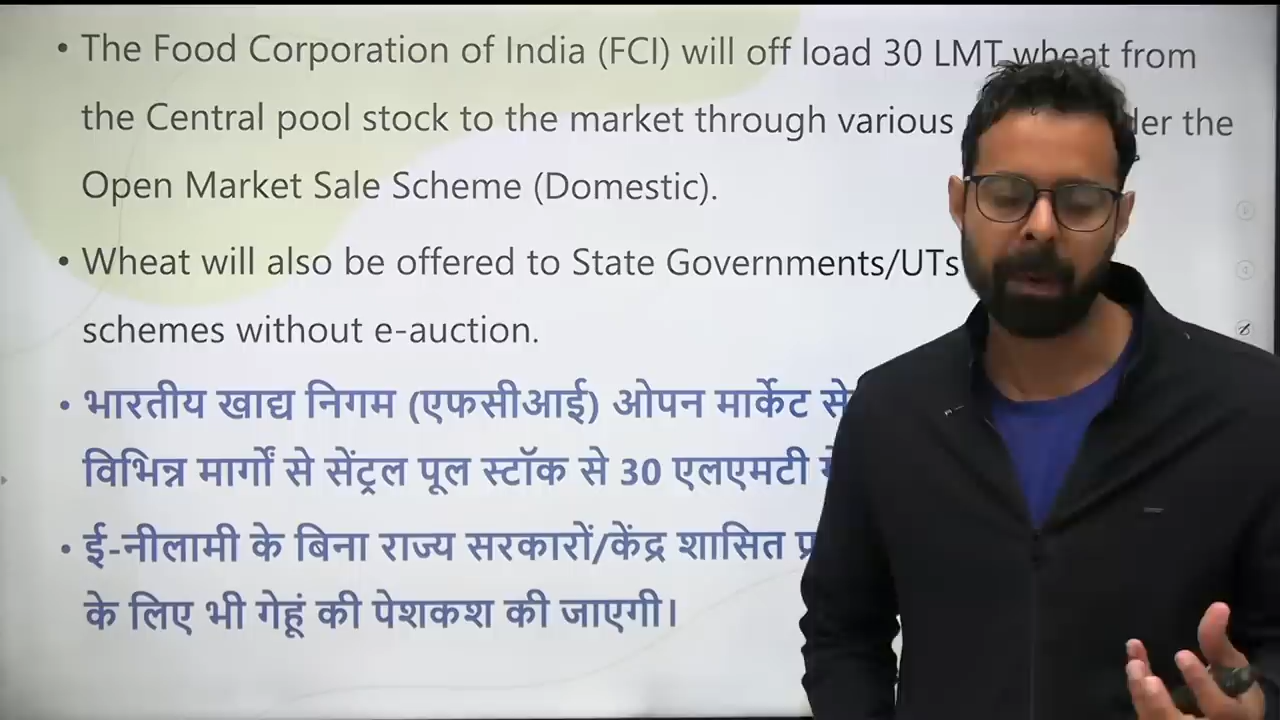 • The Food Corporation of India (FCI) will off load 30 LMT wheat from
the Central pool stock to the market through various the
Open Market Sale Scheme (Domestic).
• Wheat will also be offered to State Governments/UTs
schemes without e-auction.
• भारतीय खाद्य निगम (एफसीआई) ओपन मार्केट
विभिन्न मार्गों से सेंट्रल पूल स्टॉक से 30 एलएमटी
• ई-नीलामी के बिना राज्य सरकारों/केंद्र शासित
के लिए भी गेहूं की पेशकश की जाएगी।